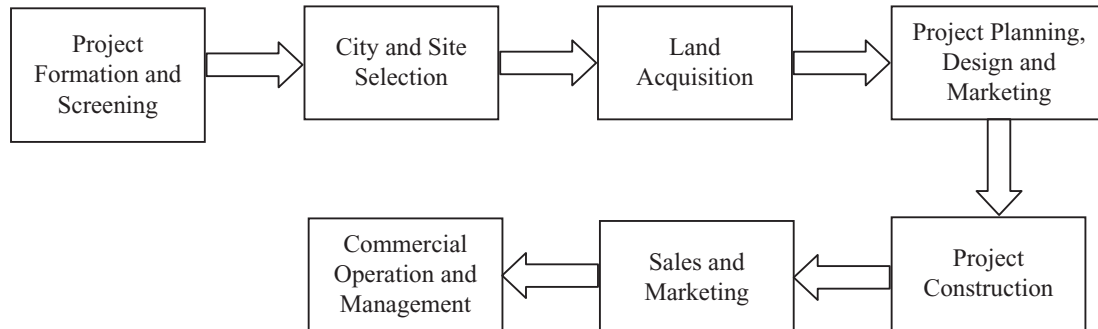 Project
Formation and
Screening
City and Site
Selection
Land
Acquisition
Project Planning,
Design and
Marketing
Project
Construction
Sales and
Marketing
Commercial
Operation and
Management